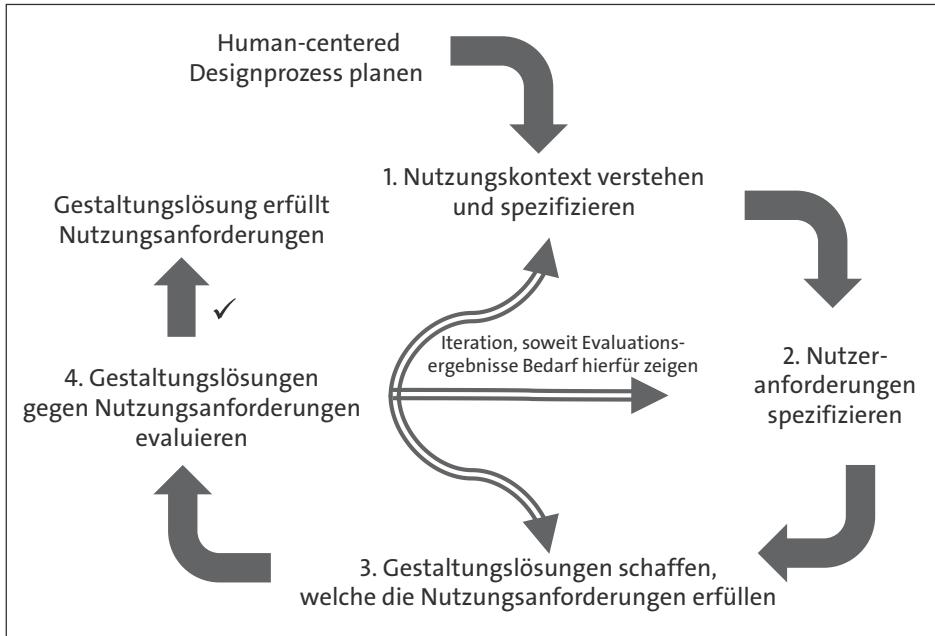 Human-centered
Designprozess planen
1. Nutzungskontext verstehen
und spezifizieren
Gestaltungslösung erfüllt
Nutzungsanforderungen
✓
Iteration, soweit Evaluations-
ergebnisse Bedarf hierfür zeigen
2. Nutzer-
anforderungen
spezifizieren
4. Gestaltungslösungen
gegen Nutzungsanforderungen
evaluieren
3. Gestaltungslösungen schaffen,
welche die Nutzungsanforderungen erfüllen